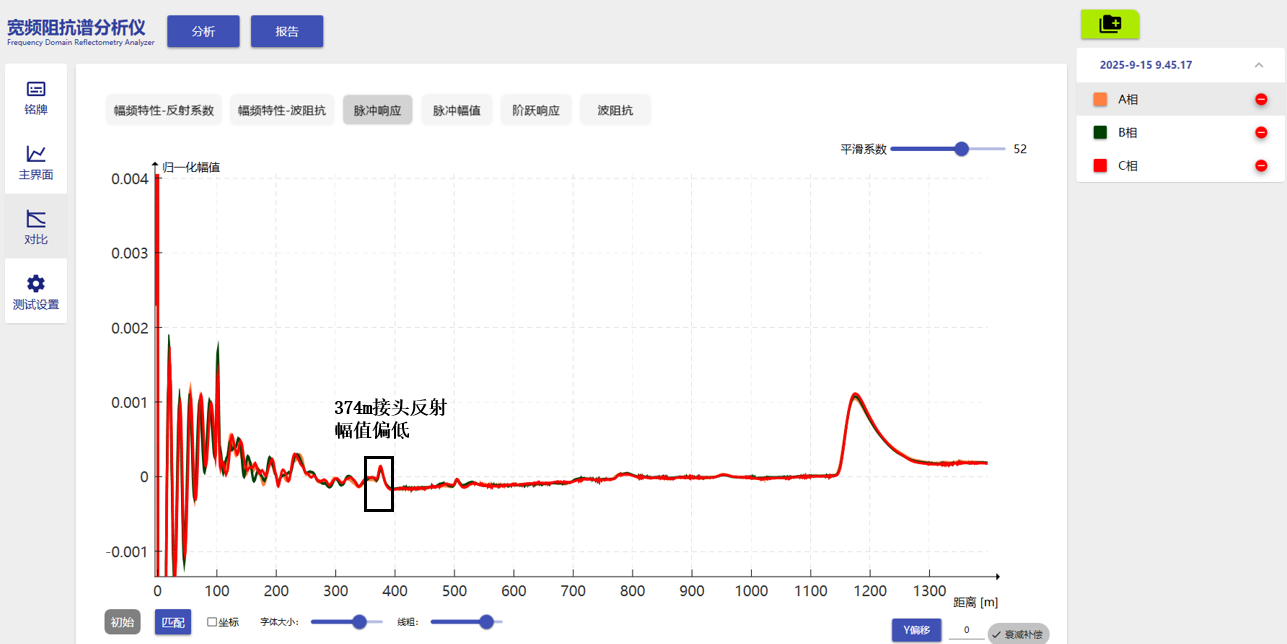 宽频阻抗谱分析仪
Frequency Domain Reflectometry Analyzer
分析
报告
铭牌
主界面
对比
测试设置
幅频特性-反射系数
幅频特性-波阻抗
脉冲响应
脉冲幅值
阶跃响应
波阻抗
平滑系数
52
归一化幅值
0.004
0.003
0.002
0.001
0
-0.001
374m接头反射
幅值偏低
0
100
200
300
400
500
600
700
800
900
1000
1100
1200
1300
距离 [m]
初始
匹配
坐标
字体大小:
线粗:
Y偏移
0
衰减补偿
2025-9-15 9.45.17
A相
B相
C相